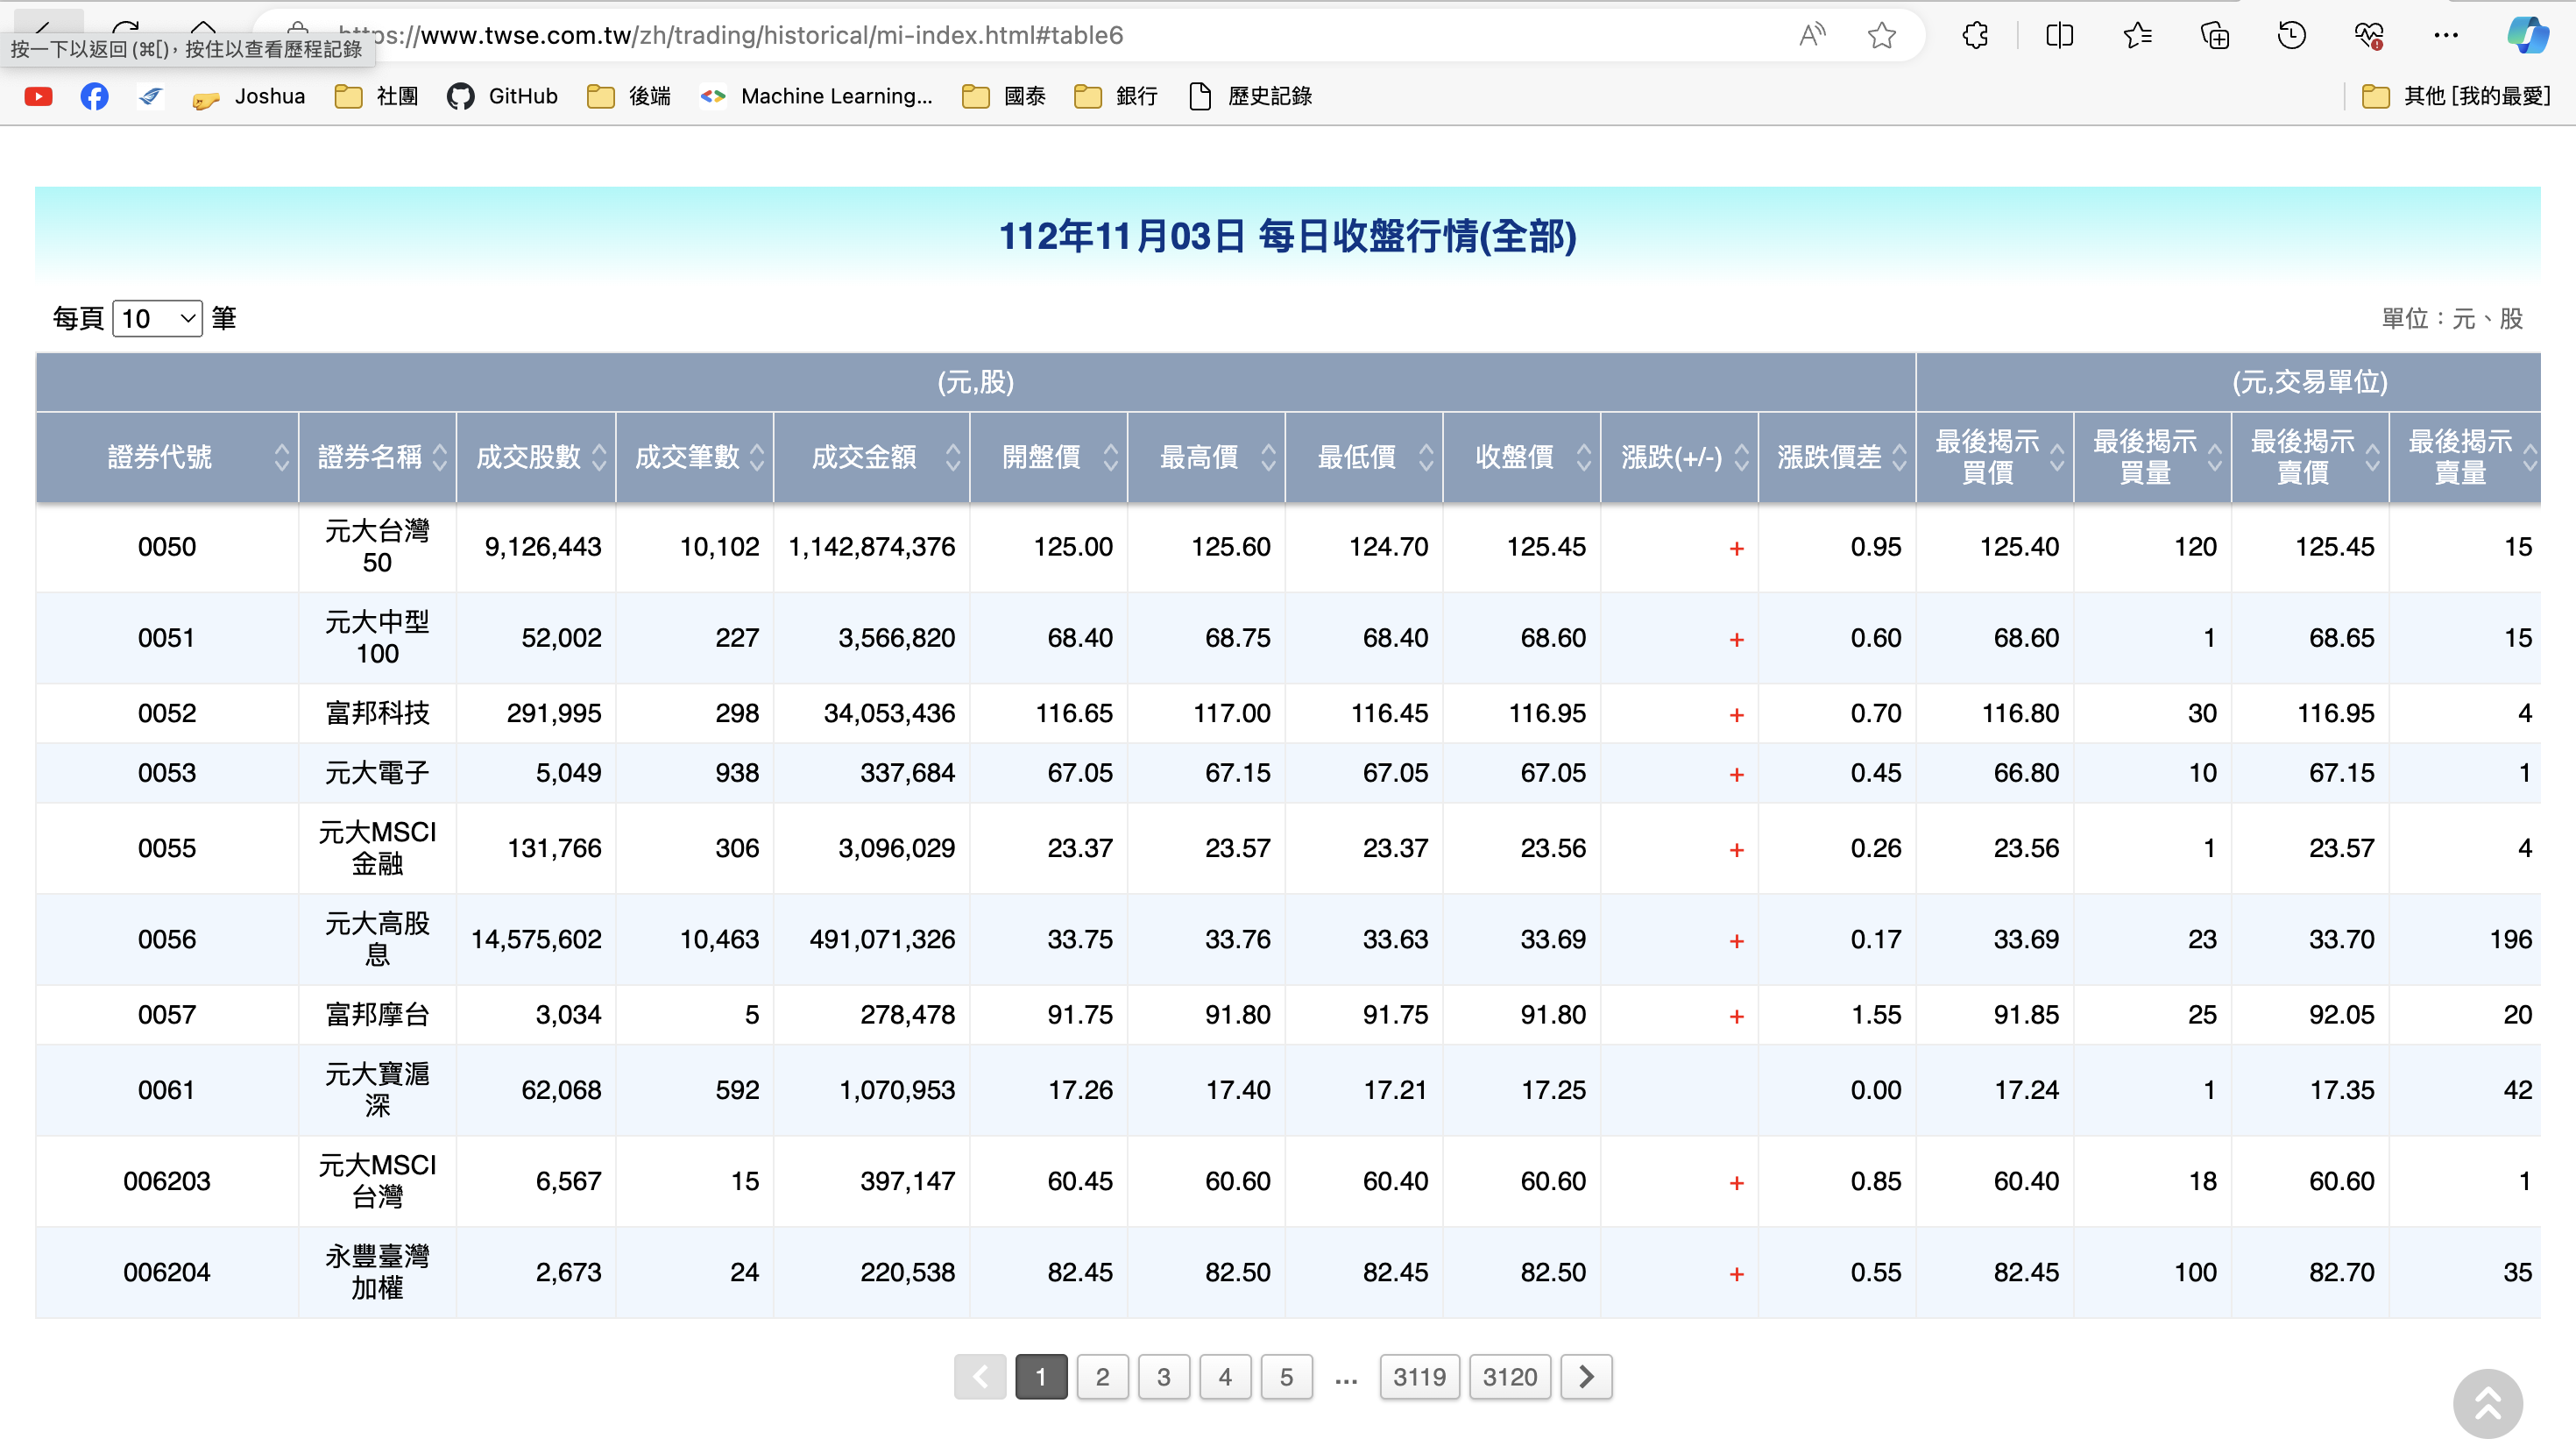 https://www.twse.com.tw/zh/trading/historical/mi-index.html#table6
按一下以返回 (⌘[)，按住以查看歷程記錄
Joshua 社團 GitHub 後端 Machine Learning... 國泰 銀行 歷史記錄 其他 [我的最愛]
112年11月03日 每日收盤行情(全部)
每頁 10 筆 單位：元、股
(元,股) (元,交易單位)
證券代號 證券名稱 成交股數 成交筆數 成交金額 開盤價 最高價 最低價 收盤價 漲跌(+/-) 漲跌價差 最後揭示買價 最後揭示買量 最後揭示賣價 最後揭示賣量
0050 元大台灣50 9,126,443 10,102 1,142,874,376 125.00 125.60 124.70 125.45 + 0.95 125.40 120 125.45 15
0051 元大中型100 52,002 227 3,566,820 68.40 68.75 68.40 68.60 + 0.60 68.60 1 68.65 15
0052 富邦科技 291,995 298 34,053,436 116.65 117.00 116.45 116.95 + 0.70 116.80 30 116.95 4
0053 元大電子 5,049 938 337,684 67.05 67.15 67.05 67.05 + 0.45 66.80 10 67.15 1
0055 元大MSCI金融 131,766 306 3,096,029 23.37 23.57 23.37 23.56 + 0.26 23.56 1 23.57 4
0056 元大高股息 14,575,602 10,463 491,071,326 33.75 33.76 33.63 33.69 + 0.17 33.69 23 33.70 196
0057 富邦摩台 3,034 5 278,478 91.75 91.80 91.75 91.80 + 1.55 91.85 25 92.05 20
0061 元大寶滬深 62,068 592 1,070,953 17.26 17.40 17.21 17.25 0.00 17.24 1 17.35 42
006203 元大MSCI台灣 6,567 15 397,147 60.45 60.60 60.40 60.60 + 0.85 60.40 18 60.60 1
006204 永豐臺灣加權 2,673 24 220,538 82.45 82.50 82.45 82.50 + 0.55 82.45 100 82.70 35
1 2 3 4 5 ... 3119 3120